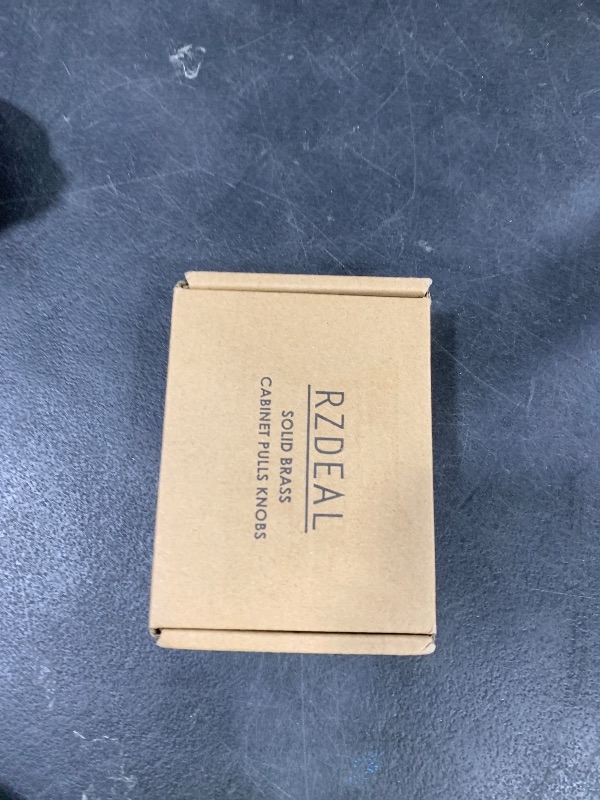 RZDEAL
SOLID BRASS
CABINET PULLS KNOBS